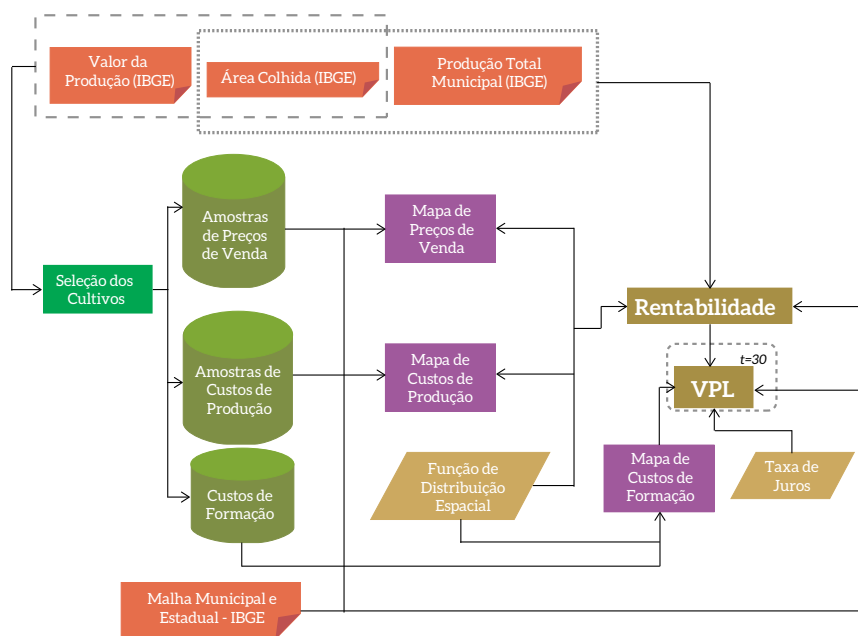 Valor da
Produção (IBGE)
Área Colhida (IBGE)
Produção Total
Municipal (IBGE)
Amostras
de Preços
de Venda
Mapa de
Preços de
Venda
Seleção dos
Cultivos
Rentabilidade
Amostras de
Custos de
Produção
Mapa de
Custos de
Produção
t=30
VPL
Custos de
Formação
Função de
Distribuição
Espacial
Mapa de
Custos de
Formação
Taxa de
Juros
Malha Municipal e
Estadual - IBGE